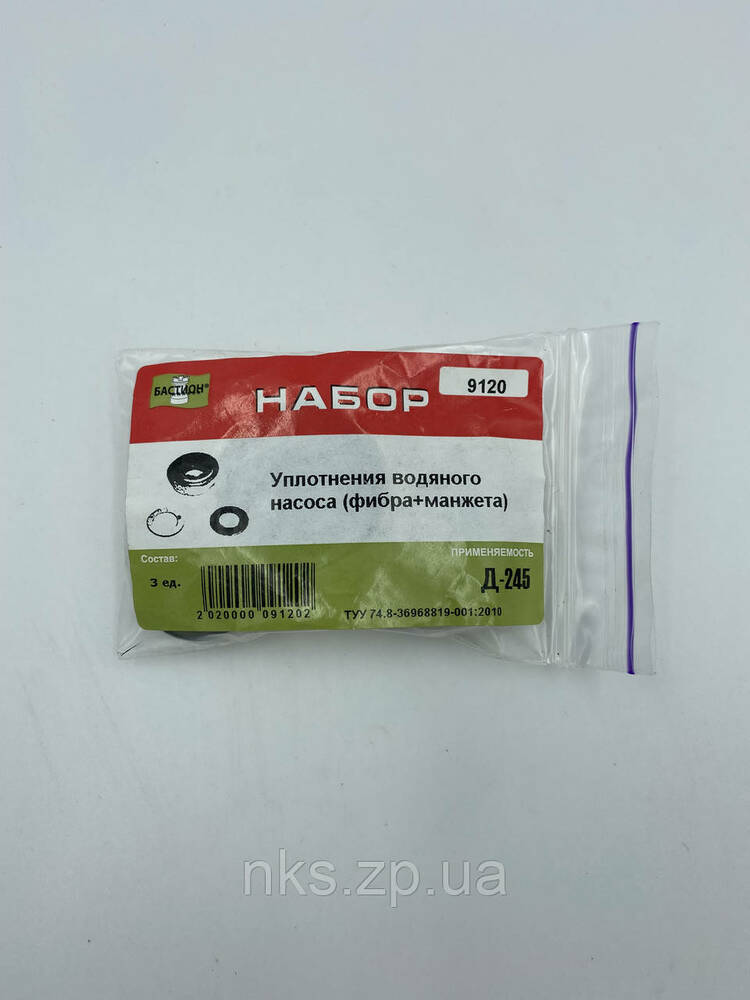 БАСТИОН®
НАБОР
9120
Уплотнения водяного
насоса (фибра+манжета)
Состав:
3 ед.
ПРИМЕНЯЕМОСТЬ
Д-245
2 020000 091202
ТУУ 74.8-36968819-001:2010
nks.zp.ua